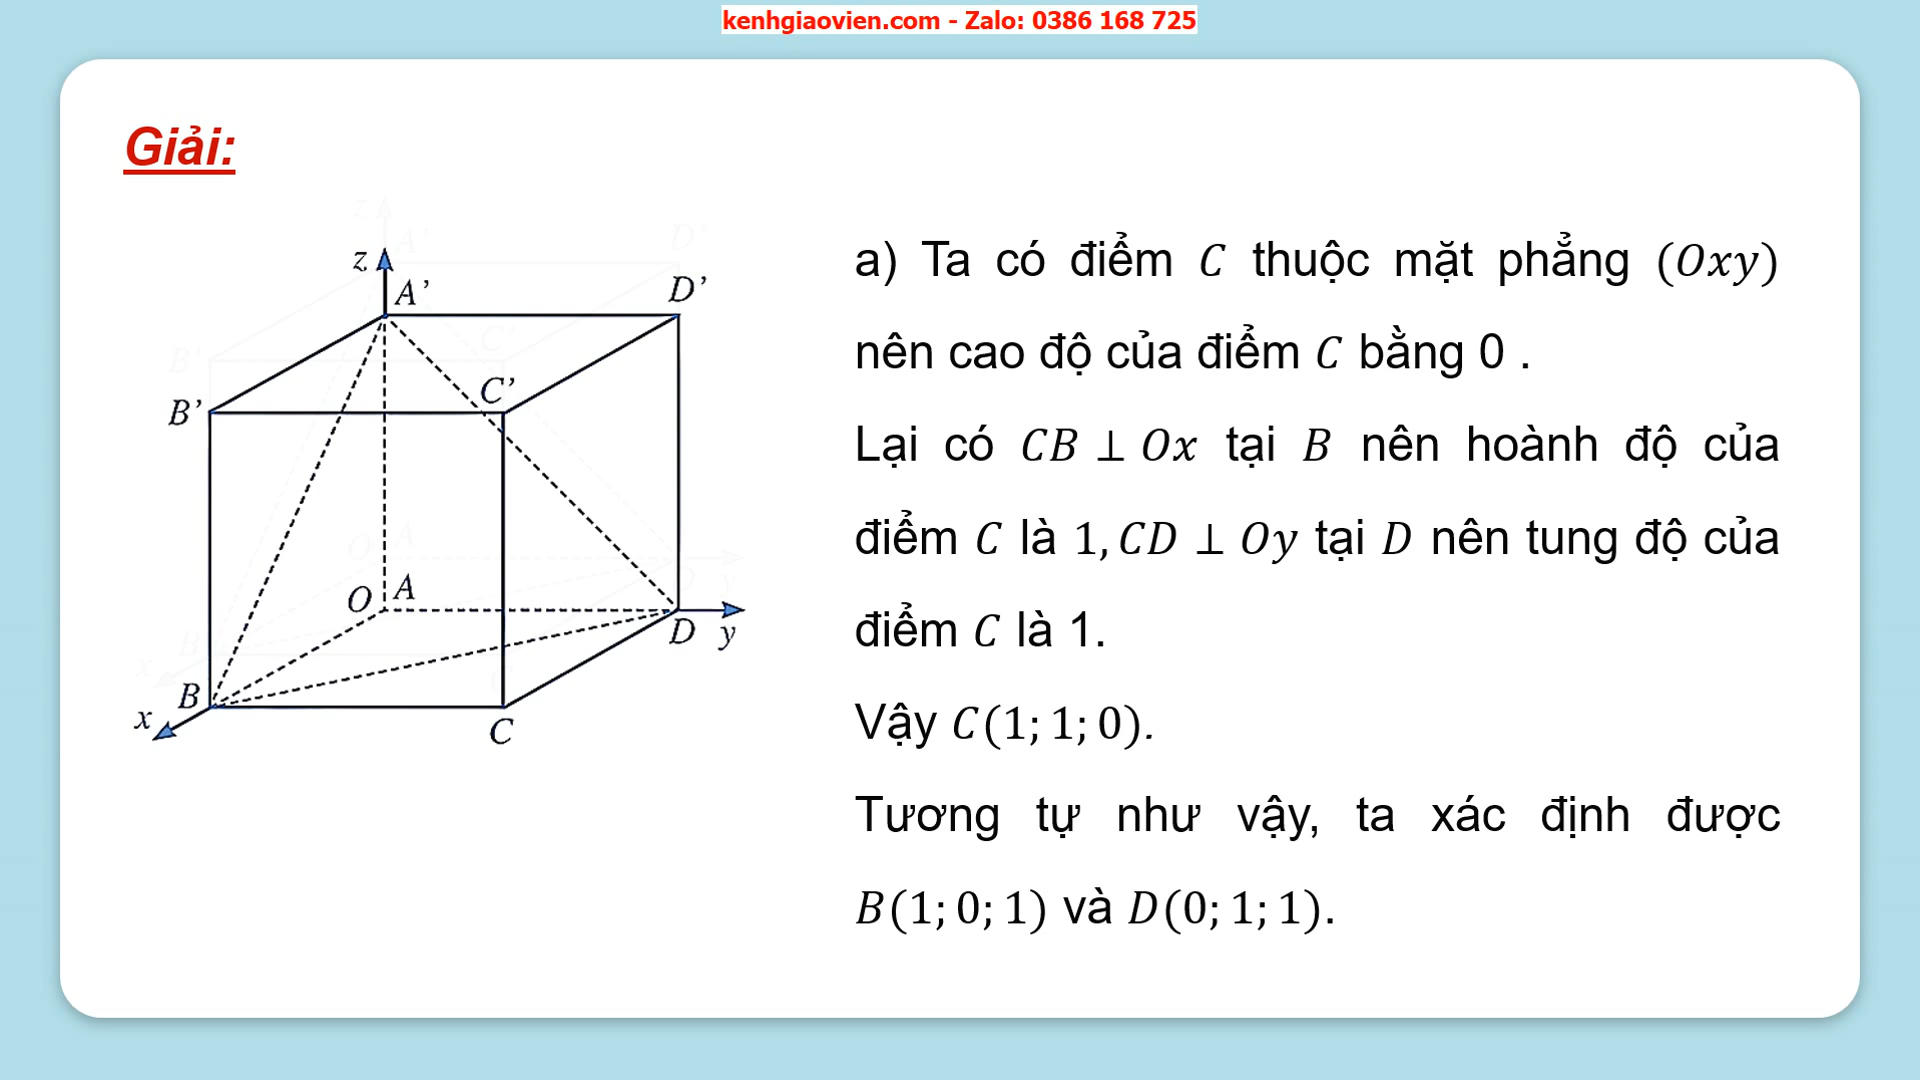 kenhgiaovien.com - Zalo: 0386 168 725
Giải:
z
A'
D'
B'
C'
O
A
D
y
B
x
C
a) Ta có điểm C thuộc mặt phẳng (Oxy)
nên cao độ của điểm C bằng 0 .
Lại có CB ⊥ Ox tại B nên hoành độ của
điểm C là 1, CD ⊥ Oy tại D nên tung độ của
điểm C là 1.
Vậy C(1; 1; 0).
Tương tự như vậy, ta xác định được
B(1; 0; 1) và D(0; 1; 1).